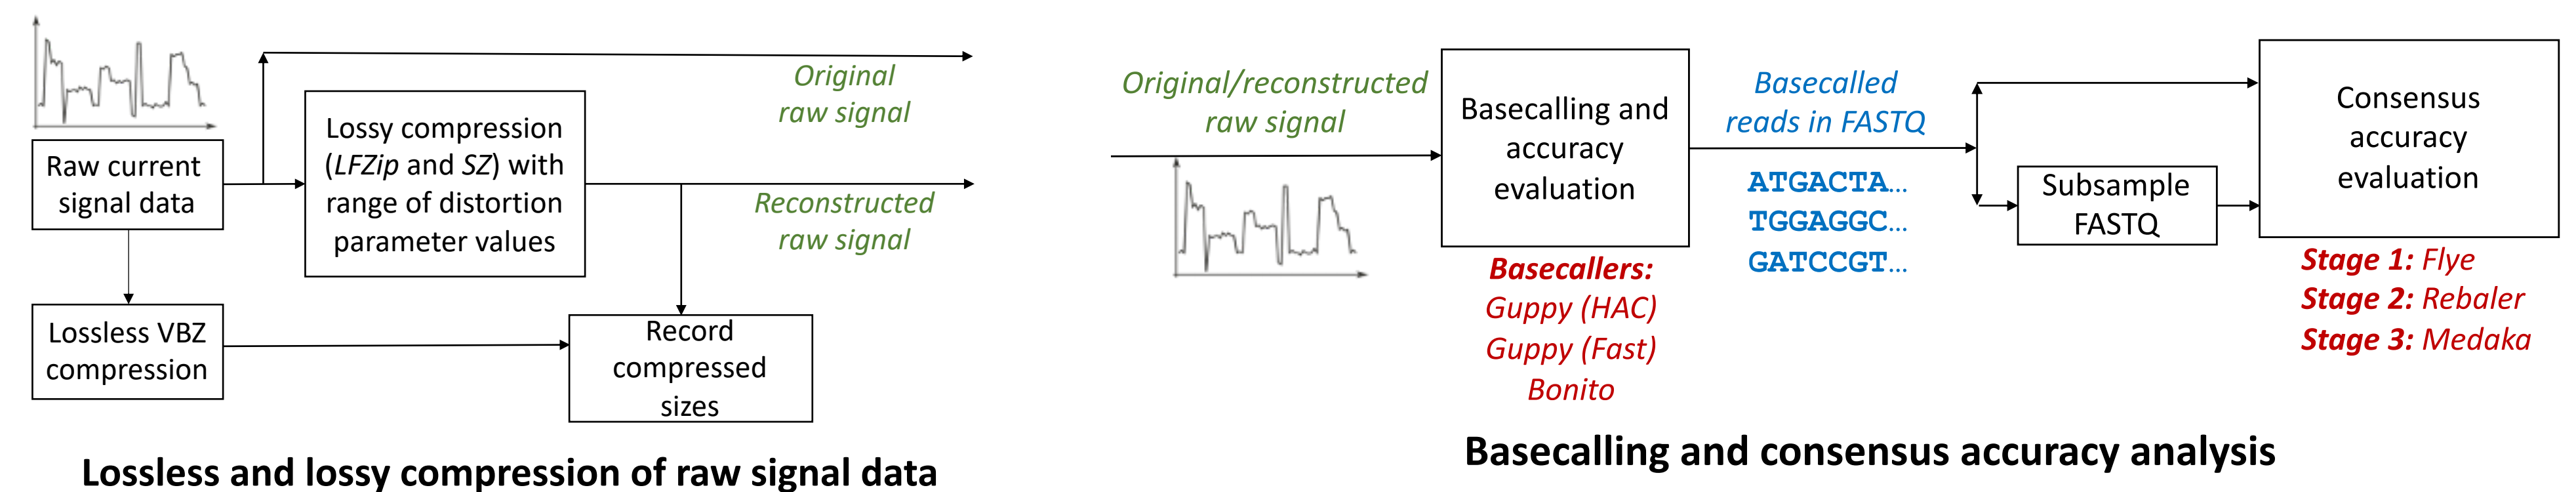 Original
raw signal
Raw current
signal data
Lossy compression
(LFZip and SZ) with
range of distortion
parameter values
Reconstructed
raw signal
Lossless VBZ
compression
Record
compressed
sizes
Lossless and lossy compression of raw signal data
Original/reconstructed
raw signal
Basecalling and
accuracy
evaluation
Basecallers:
Guppy (HAC)
Guppy (Fast)
Bonito
Basecalled
reads in FASTQ
ATGACTA...
TGGAGGC...
GATCCGT...
Subsample
FASTQ
Consensus
accuracy
evaluation
Stage 1: Flye
Stage 2: Rebaler
Stage 3: Medaka
Basecalling and consensus accuracy analysis